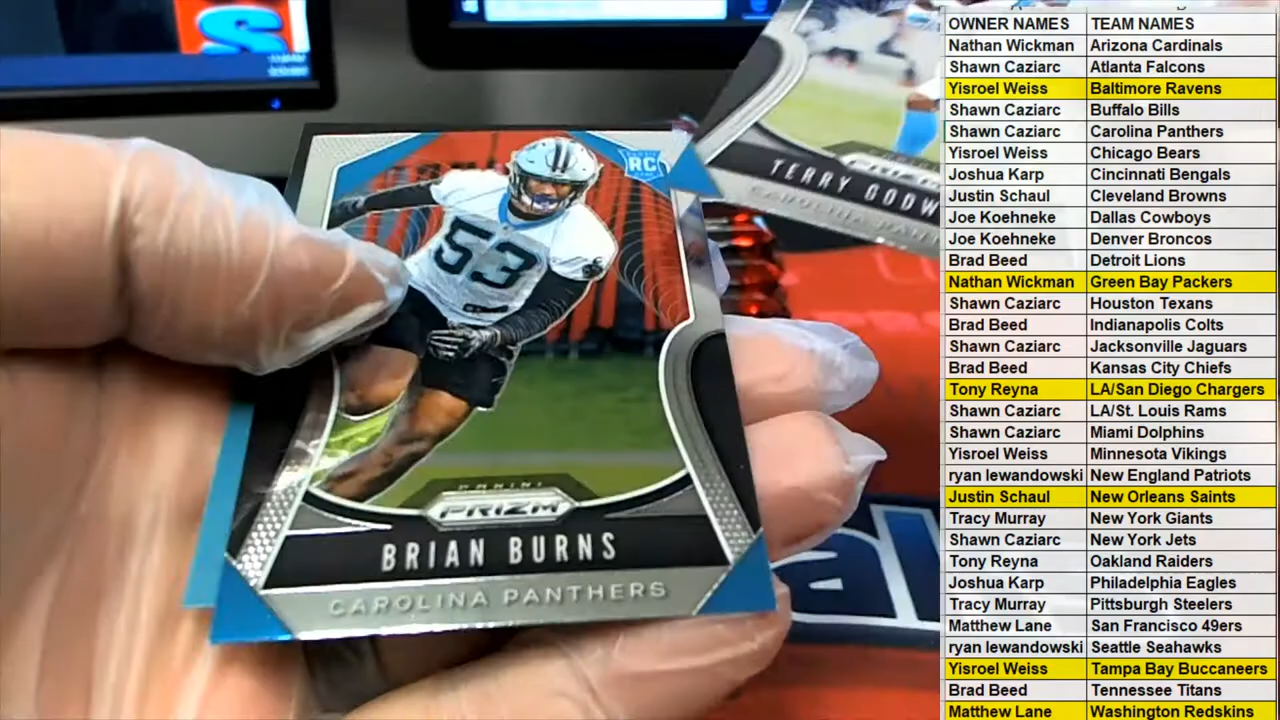 S
53
RC
PANINI
PRIZM
BRIAN BURNS
CAROLINA PANTHERS
TERRY GODW
PRIZM
CAROLINA PANT
OWNER NAMES TEAM NAMES
Nathan Wickman Arizona Cardinals
Shawn Caziarc Atlanta Falcons
Yisroel Weiss Baltimore Ravens
Shawn Caziarc Buffalo Bills
Shawn Caziarc Carolina Panthers
Yisroel Weiss Chicago Bears
Joshua Karp Cincinnati Bengals
Justin Schaul Cleveland Browns
Joe Koehneke Dallas Cowboys
Joe Koehneke Denver Broncos
Brad Beed Detroit Lions
Nathan Wickman Green Bay Packers
Shawn Caziarc Houston Texans
Brad Beed Indianapolis Colts
Shawn Caziarc Jacksonville Jaguars
Brad Beed Kansas City Chiefs
Tony Reyna LA/San Diego Chargers
Shawn Caziarc LA/St. Louis Rams
Shawn Caziarc Miami Dolphins
Yisroel Weiss Minnesota Vikings
ryan lewandowski New England Patriots
Justin Schaul New Orleans Saints
Tracy Murray New York Giants
Shawn Caziarc New York Jets
Tony Reyna Oakland Raiders
Joshua Karp Philadelphia Eagles
Tracy Murray Pittsburgh Steelers
Matthew Lane San Francisco 49ers
ryan lewandowski Seattle Seahawks
Yisroel Weiss Tampa Bay Buccaneers
Brad Beed Tennessee Titans
Matthew Lane Washington Redskins